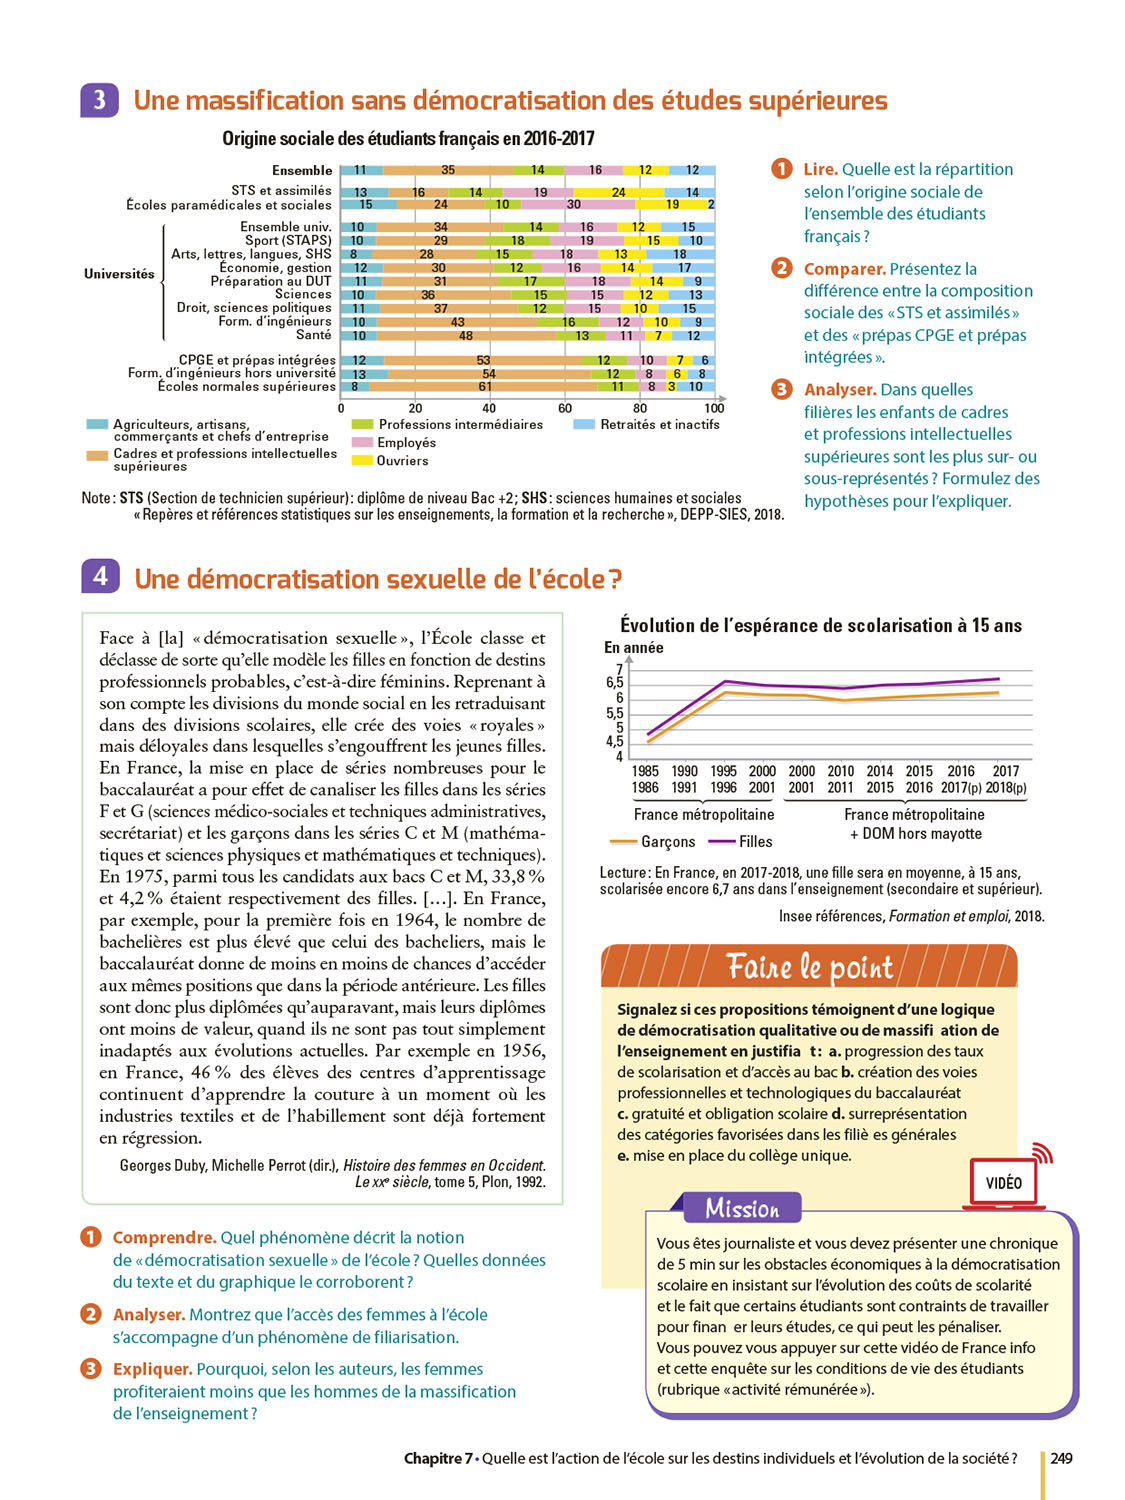 3 Une massification sans démocratisation des études supérieures
Origine sociale des étudiants français en 2016-2017
Ensemble 11 35 14 16 12 12
STS et assimilés 13 16 14 19 24 14
Écoles paramédicales et sociales 15 24 10 30 19 2
Universités
Ensemble univ. 10 34 14 16 12 15
Sport (STAPS) 10 29 18 19 15 10
Arts, lettres, langues, SHS 8 28 15 18 13 18
Économie, gestion 12 30 12 16 14 17
Préparation au DUT 11 31 17 18 14 9
Sciences 10 36 15 15 12 13
Droit, sciences politiques 11 37 12 15 10 15
Form. d'ingénieurs 10 43 16 12 10 9
Santé 10 48 13 11 7 12
CPGE et prépas intégrées 12 53 12 10 7 6
Form. d'ingénieurs hors université 13 54 12 8 6 8
Écoles normales supérieures 8 61 11 8 3 10
0 20 40 60 80 100
Agriculteurs, artisans,
commerçants et chefs d'entreprise
Cadres et professions intellectuelles
supérieures
Professions intermédiaires
Employés
Ouvriers
Retraités et inactifs
Note : STS (Section de technicien supérieur) : diplôme de niveau Bac +2 ; SHS : sciences humaines et sociales
« Repères et références statistiques sur les enseignements, la formation et la recherche », DEPP-SIES, 2018.
1 Lire. Quelle est la répartition
selon l'origine sociale de
l'ensemble des étudiants
français ?
2 Comparer. Présentez la
différence entre la composition
sociale des « STS et assimilés »
et des « prépas CPGE et prépas
intégrées ».
3 Analyser. Dans quelles
filières les enfants de cadres
et professions intellectuelles
supérieures sont les plus sur- ou
sous-représentés ? Formulez des
hypothèses pour l'expliquer.
4 Une démocratisation sexuelle de l'école ?
Face à [la] « démocratisation sexuelle », l'École classe et
déclasse de sorte qu'elle modèle les filles en fonction de destins
professionnels probables, c'est-à-dire féminins. Reprenant à
son compte les divisions du monde social en les retraduisant
dans des divisions scolaires, elle crée des voies « royales »
mais déloyales dans lesquelles s'engouffrent les jeunes filles.
En France, la mise en place de séries nombreuses pour le
baccalauréat a pour effet de canaliser les filles dans les séries
F et G (sciences médico-sociales et techniques administratives,
secrétariat) et les garçons dans les séries C et M (mathéma-
tiques et sciences physiques et mathématiques et techniques).
En 1975, parmi tous les candidats aux bacs C et M, 33,8 %
et 4,2 % étaient respectivement des filles. […]. En France,
par exemple, pour la première fois en 1964, le nombre de
bachelières est plus élevé que celui des bacheliers, mais le
baccalauréat donne de moins en moins de chances d'accéder
aux mêmes positions que dans la période antérieure. Les filles
sont donc plus diplômées qu'auparavant, mais leurs diplômes
ont moins de valeur, quand ils ne sont pas tout simplement
inadaptés aux évolutions actuelles. Par exemple en 1956,
en France, 46 % des élèves des centres d'apprentissage
continuent d'apprendre la couture à un moment où les
industries textiles et de l'habillement sont déjà fortement
en régression.
Georges Duby, Michelle Perrot (dir.), Histoire des femmes en Occident.
Le XXe siècle, tome 5, Plon, 1992.
1 Comprendre. Quel phénomène décrit la notion
de « démocratisation sexuelle » de l'école ? Quelles données
du texte et du graphique le corroborent ?
2 Analyser. Montrez que l'accès des femmes à l'école
s'accompagne d'un phénomène de filiarisation.
3 Expliquer. Pourquoi, selon les auteurs, les femmes
profiteraient moins que les hommes de la massification
de l'enseignement ?
Évolution de l'espérance de scolarisation à 15 ans
En année
7
6,5
6
5,5
5
4,5
4
1985 1990 1995 2000 2000 2010 2014 2015 2016 2017
1986 1991 1996 2001 2001 2011 2015 2016 2017(p) 2018(p)
France métropolitaine
France métropolitaine
+ DOM hors mayotte
Garçons Filles
Lecture : En France, en 2017-2018, une fille sera en moyenne, à 15 ans,
scolarisée encore 6,7 ans dans l'enseignement (secondaire et supérieur).
Insee références, Formation et emploi, 2018.
Faire le point
Signalez si ces propositions témoignent d'une logique
de démocratisation qualitative ou de massifi ation de
l'enseignement en justifia t : a. progression des taux
de scolarisation et d'accès au bac b. création des voies
professionnelles et technologiques du baccalauréat
c. gratuité et obligation scolaire d. surreprésentation
des catégories favorisées dans les filiè es générales
e. mise en place du collège unique.
VIDÉO
Mission
Vous êtes journaliste et vous devez présenter une chronique
de 5 min sur les obstacles économiques à la démocratisation
scolaire en insistant sur l'évolution des coûts de scolarité
et le fait que certains étudiants sont contraints de travailler
pour finan er leurs études, ce qui peut les pénaliser.
Vous pouvez vous appuyer sur cette vidéo de France info
et cette enquête sur les conditions de vie des étudiants
(rubrique « activité rémunérée »).
Chapitre 7 • Quelle est l'action de l'école sur les destins individuels et l'évolution de la société ? 249